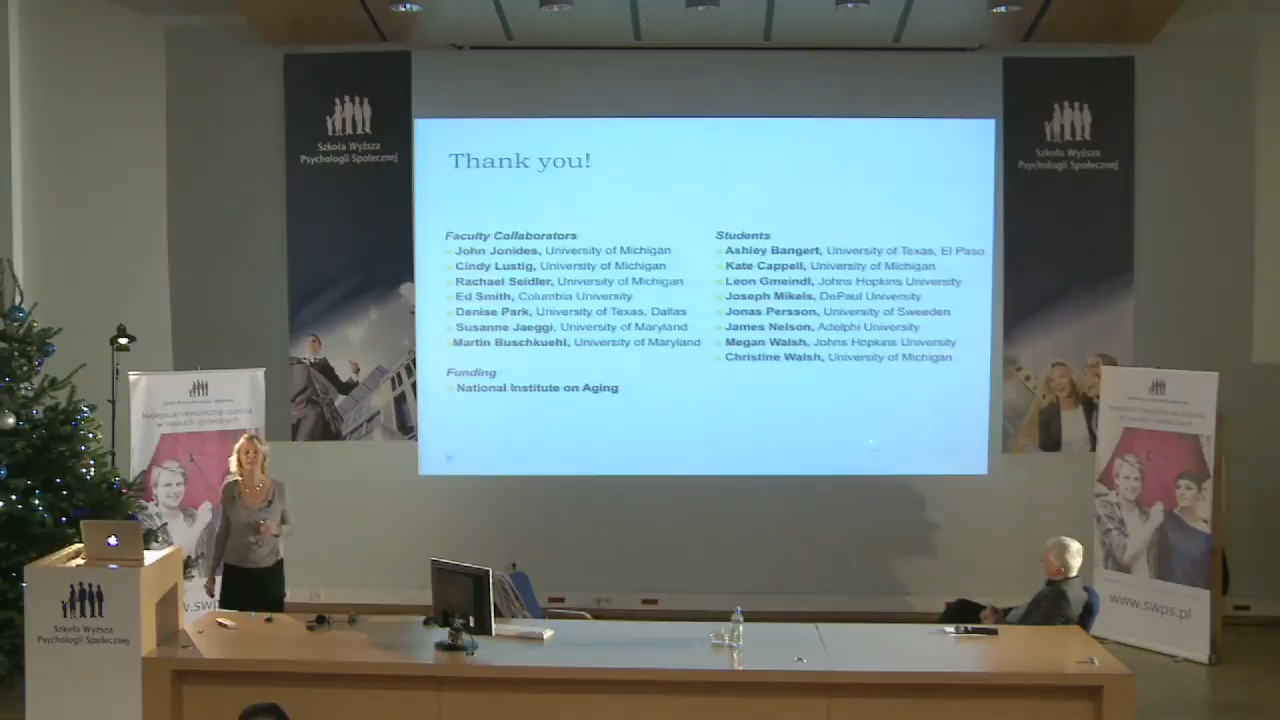 Szkoła Wyższa
Psychologii Społecznej
Thank you!
Faculty Collaborators
John Jonides, University of Michigan
Cindy Lustig, University of Michigan
Rachael Seidler, University of Michigan
Ed Smith, Columbia University
Denise Park, University of Texas, Dallas
Susanne Jaeggi, University of Maryland
Martin Buschkuehl, University of Maryland
Funding
National Institute on Aging
Students
Ashley Bangert, University of Texas, El Paso
Kate Cappell, University of Michigan
Leon Gmeindl, Johns Hopkins University
Joseph Mikels, DePaul University
Jonas Persson, University of Sweeden
James Nelson, Adelphi University
Megan Walsh, Johns Hopkins University
Christine Walsh, University of Michigan
Szkoła Wyższa
Psychologii Społecznej
Najlepsza niepubliczna uczelnia
w naukach społecznych
www.swps.pl
Szkoła Wyższa
Psychologii Społecznej